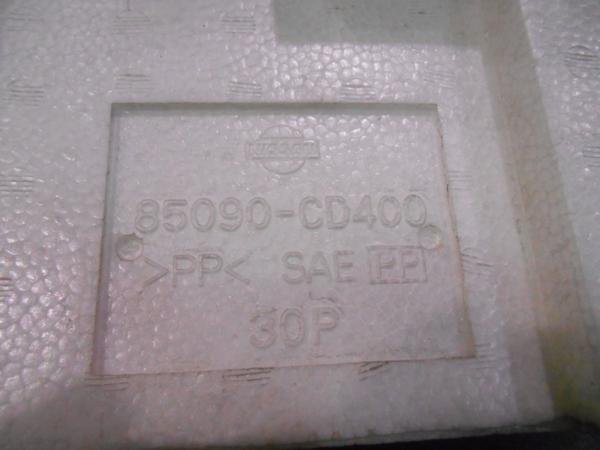 NISSAN
85090-CD400
>PP< SAE PP
30P